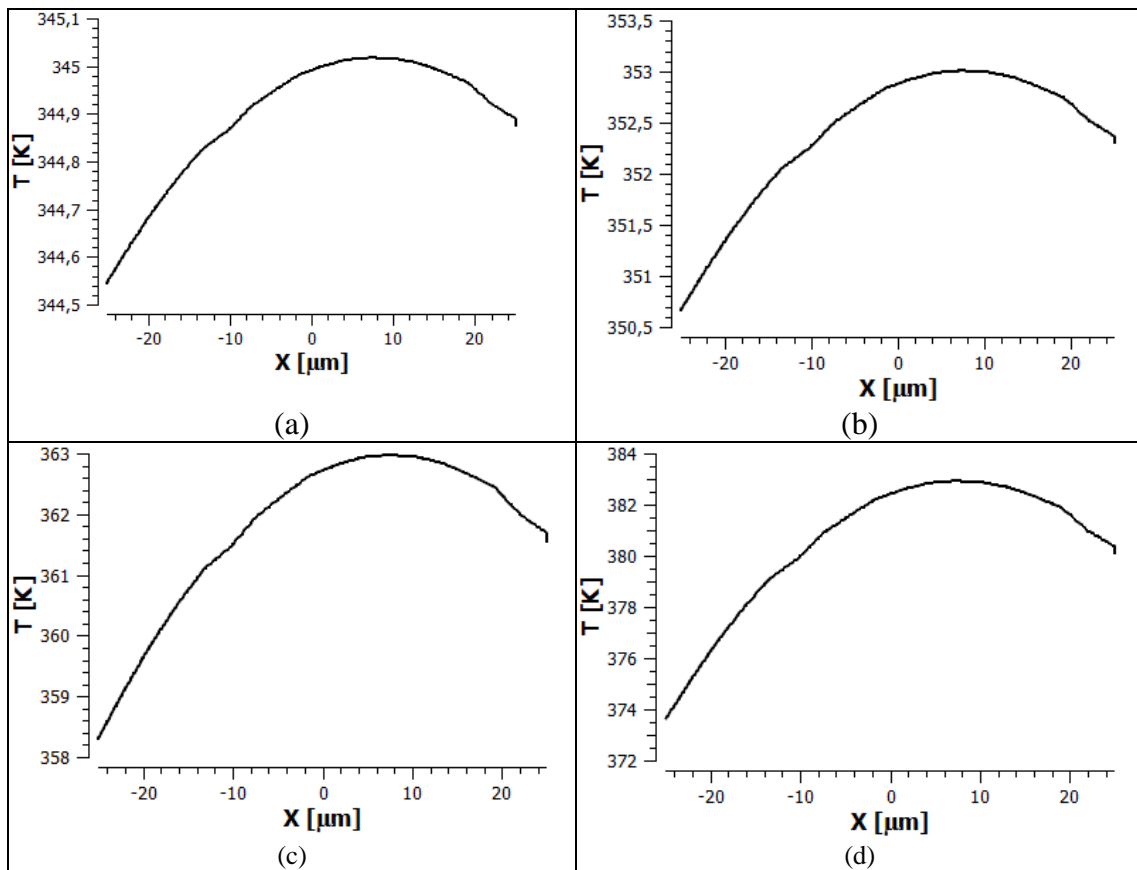 345,1
345
344,9
344,8
344,7
344,6
344,5
T [K]
-20 -10 0 10 20
X [μm]
(a)
353,5
353
352,5
352
351,5
351
350,5
T [K]
-20 -10 0 10 20
X [μm]
(b)
363
362
361
360
359
358
T [K]
-20 -10 0 10 20
X [μm]
(c)
384
382
380
378
376
374
372
T [K]
-20 -10 0 10 20
X [μm]
(d)